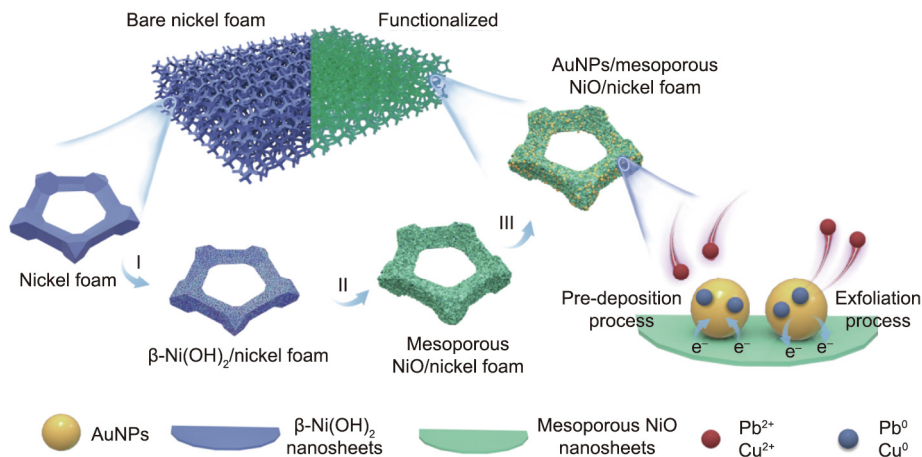 Bare nickel foam
Functionalized
AuNPs/mesoporous
NiO/nickel foam
III
I
Nickel foam
II
Pre-deposition
process
Exfoliation
process
β-Ni(OH)₂/nickel foam
e⁻ e⁻ e⁻ e⁻
Mesoporous
NiO/nickel foam
AuNPs
β-Ni(OH)₂
nanosheets
Mesoporous NiO
nanosheets
Pb²⁺
Cu²⁺
Pb⁰
Cu⁰